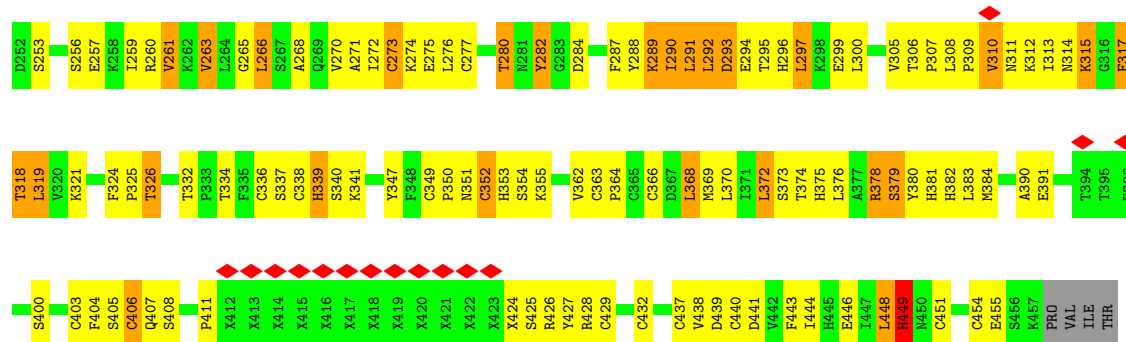 D252 S253 S256 E257 K258 I259 R260 V261 K262 V263 L264 G265 L266 S267 A268 Q269 V270 A271 I272 C273 K274 E275 L276 C277 T280 N281 Y282 G283 D284 F287 Y288 K289 I290 L291 L292 D293 E294 T295 H296 L297 K298 E299 L300 V305 T306 P307 L308 P309 V310 N311 K312 I313 N314 K315 G316
T318 L319 V320 K321 F324 P325 T326 T332 P333 T334 F335 C336 S337 C338 H339 S340 K341 Y347 F348 C349 P350 N351 C352 H353 S354 K355 V362 C363 P364 C365 C366 D367 L368 M369 L370 I371 L372 S373 T374 H375 L376 A377 R378 S379 Y380 H381 H382 L383 M384 A390 E391 T394 T395
S400 C403 F404 S405 C406 Q407 S408 P411 X412 X413 X414 X415 X416 X417 X418 X419 X420 X421 X422 X423 X424 S425 R426 Y427 R428 C429 C432 C437 V438 D439 C440 D441 V442 F443 I444 H445 E446 I447 L448 H449 N450 C451 C454 E455 S456 K457 PRO VAL ILE THR